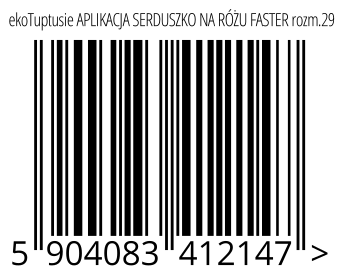 ekoTuptusie APLIKACJA SERDUSZKO NA RÓŻU FASTER rozm.29
5 904083 412147 >